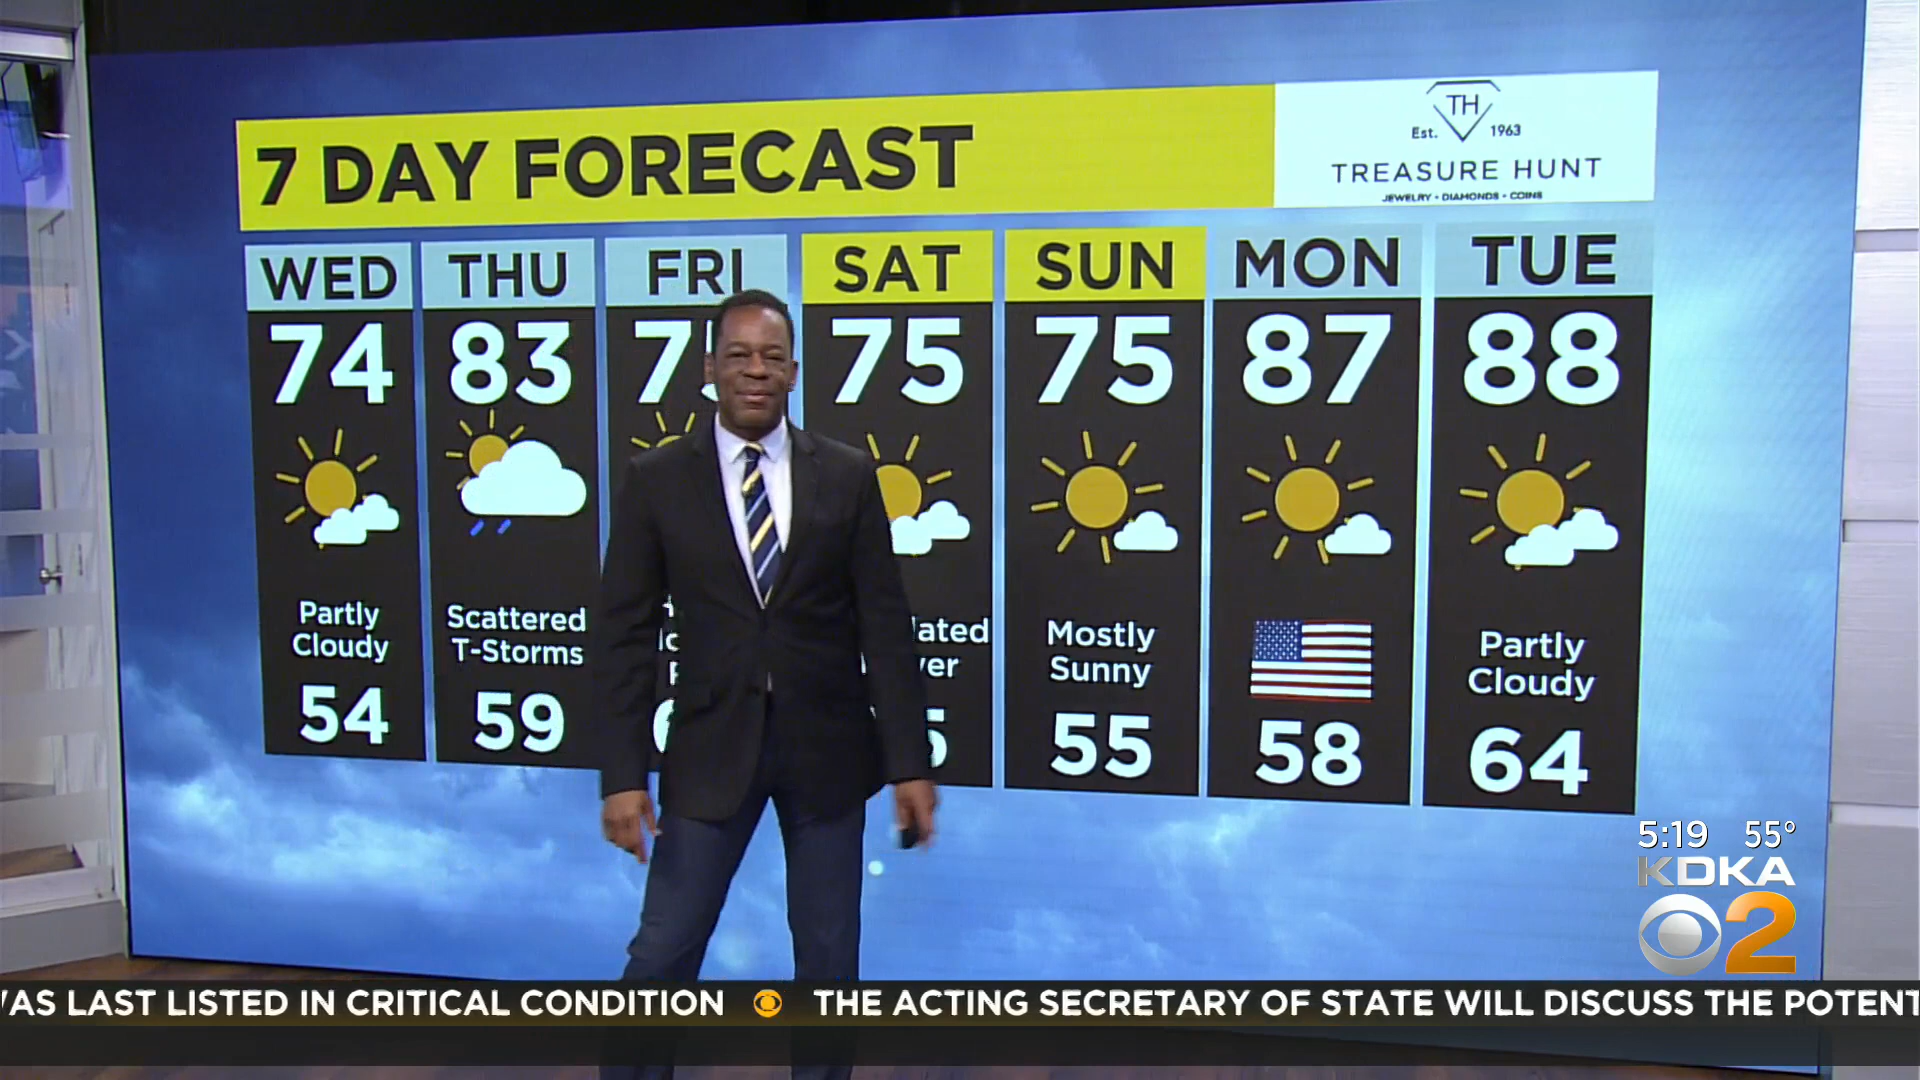 TH
Est. 1963
7 DAY FORECAST
TREASURE HUNT
JEWELRY • DIAMONDS • COINS
WED THU FRI SAT SUN MON TUE
74 83 75 75 87 88
Partly
Cloudy
Scattered
T-Storms
Mostly
Sunny
Partly
Cloudy
54 59 55 58 64
5:19 55°
KDKA
2
LAST LISTED IN CRITICAL CONDITION THE ACTING SECRETARY OF STATE WILL DISCUSS THE